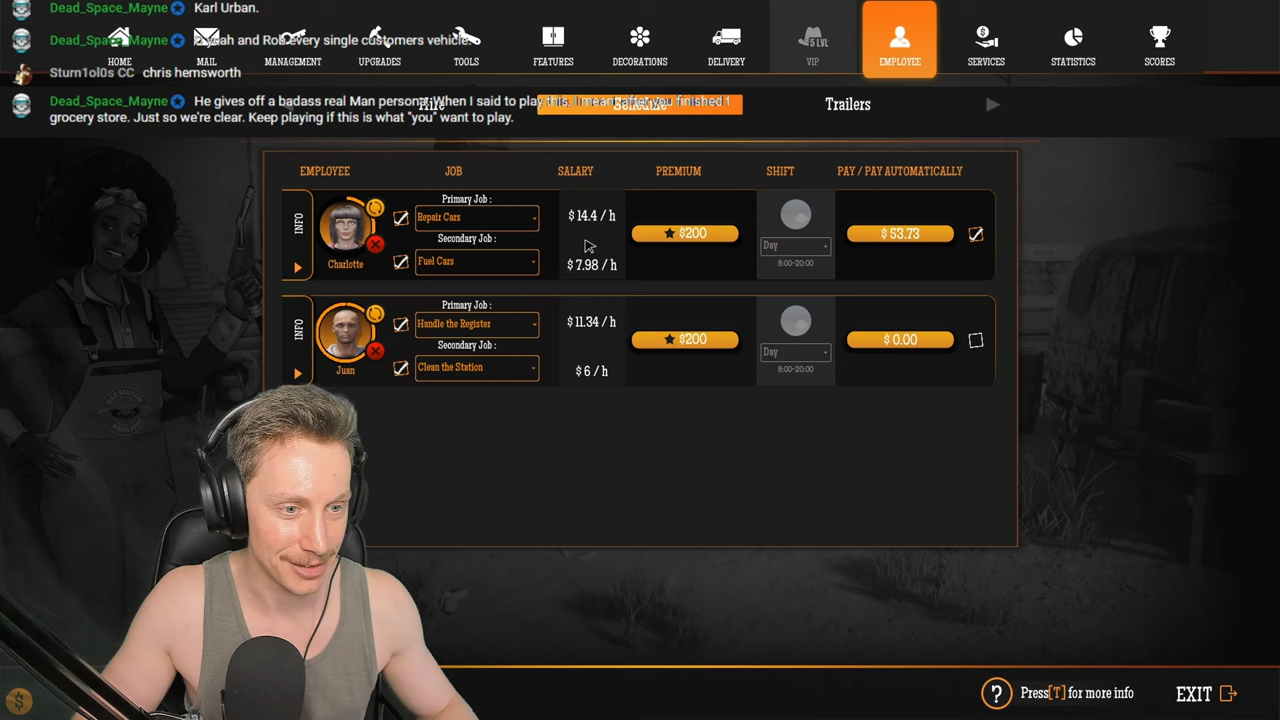 Dead_Space_Mayne Karl Urban.
Dead_Space_Mayne yeah and Rob every single customers vehicle.
Sturn1ol0s CC chris hemsworth
Dead_Space_Mayne He gives off a badass real Man persona. When I said to play this. I meant after you finished t
grocery store. Just so we're clear. Keep playing if this is what "you" want to play.
HOME
MAIL
MANAGEMENT
UPGRADES
TOOLS
FEATURES
DECORATIONS
DELIVERY
5 LVL
VIP
EMPLOYEE
SERVICES
STATISTICS
SCORES
Hire
Schedule
Trailers
EMPLOYEE JOB SALARY PREMIUM SHIFT PAY / PAY AUTOMATICALLY
INFO
Charlotte
Primary Job :
Repair Cars
Secondary Job :
Fuel Cars
$ 14.4 / h
$ 7.98 / h
$200
Day
8:00-20:00
$ 53.73
INFO
Juan
Primary Job :
Handle the Register
Secondary Job :
Clean the Station
$ 11.34 / h
$ 6 / h
$200
Day
8:00-20:00
$ 0.00
? Press[T] for more info
EXIT